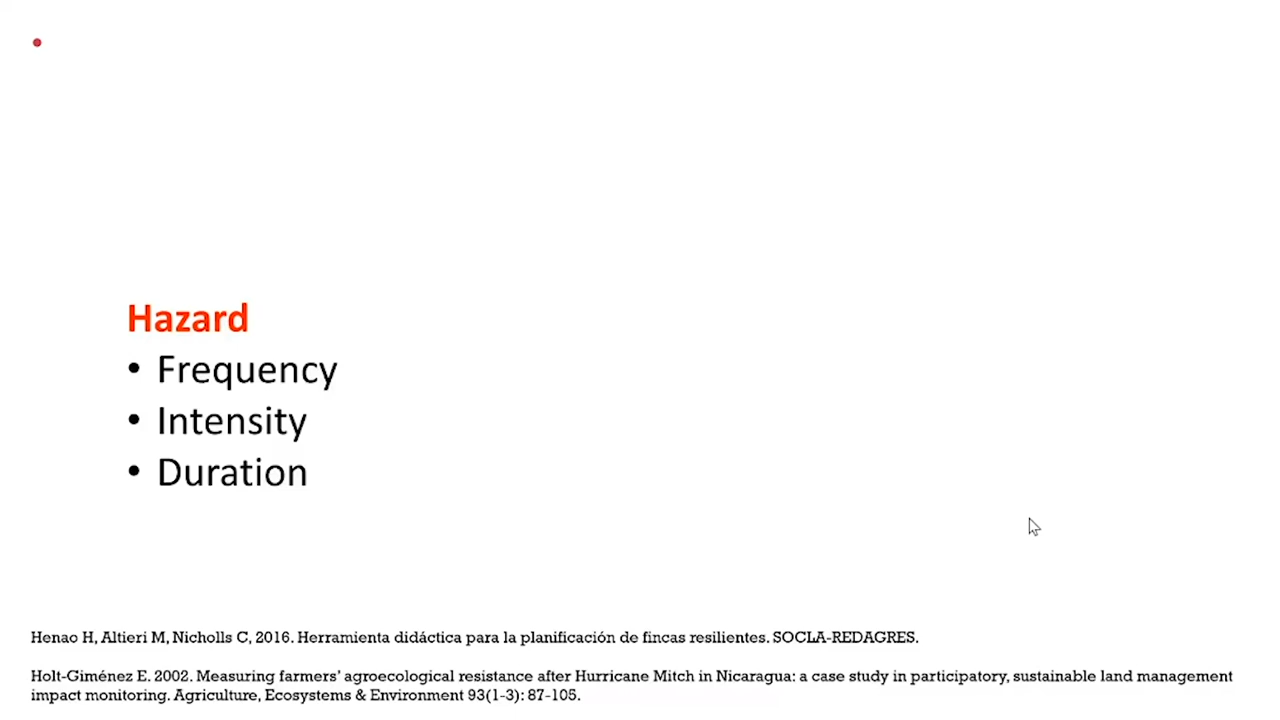 Hazard
• Frequency
• Intensity
• Duration
Henao H, Altieri M, Nicholls C, 2016. Herramienta didáctica para la planificación de fincas resilientes. SOCLA-REDAGRES.
Holt-Giménez E. 2002. Measuring farmers’ agroecological resistance after Hurricane Mitch in Nicaragua: a case study in participatory, sustainable land management
impact monitoring. Agriculture, Ecosystems & Environment 93(1-3): 87-105.